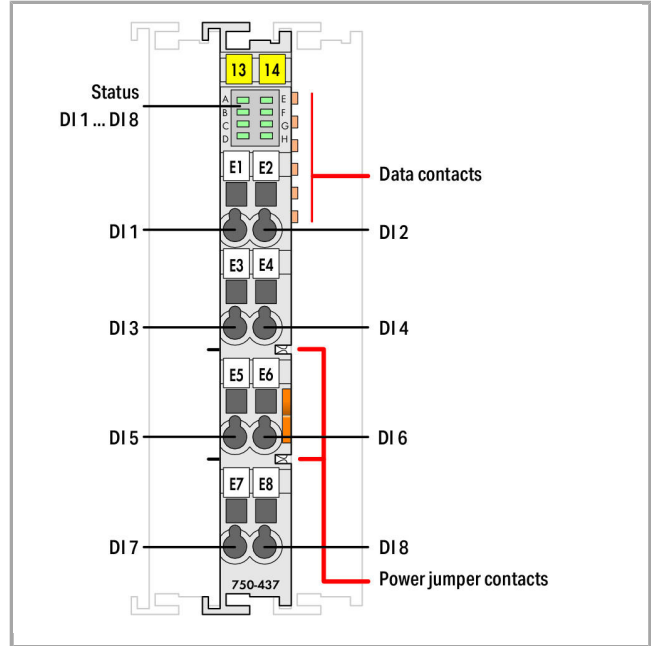 13 14
Status
DI 1 ... DI 8
A E
B F
C G
D H
E1 E2
Data contacts
DI 1
DI 2
E3 E4
DI 3
DI 4
E5 E6
DI 5
DI 6
E7 E8
DI 7
DI 8
750-437
Power jumper contacts